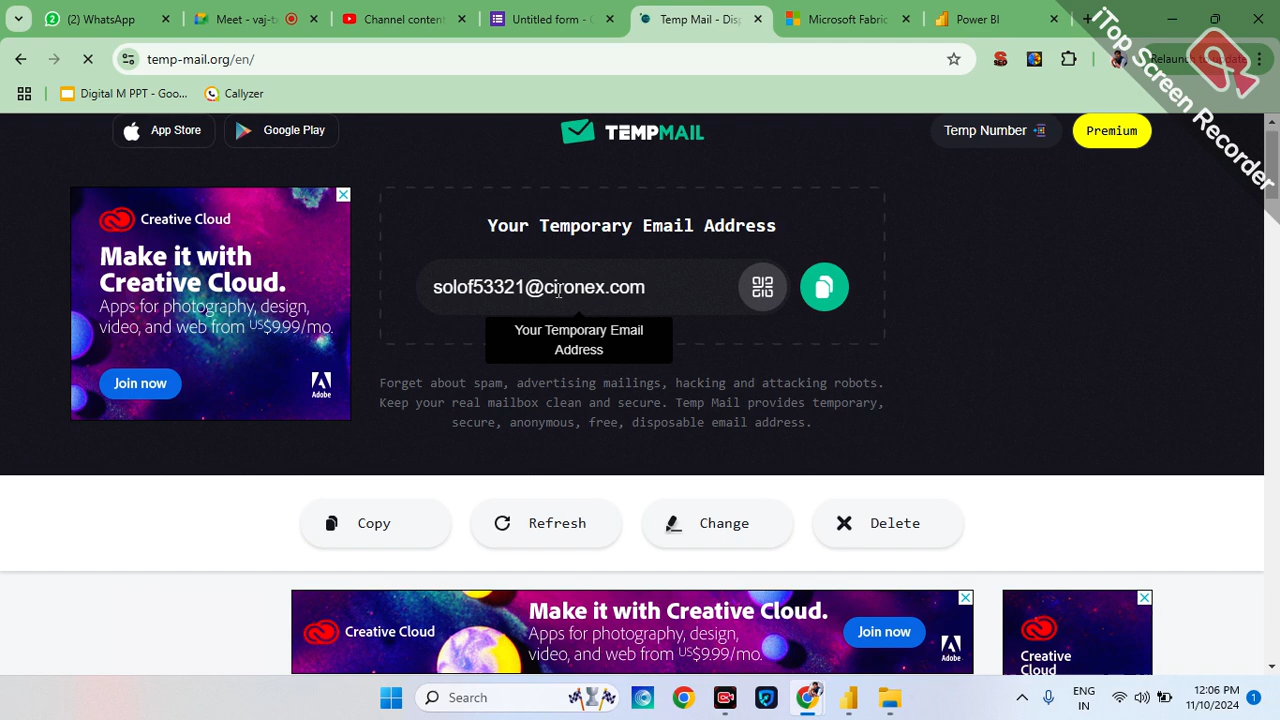 (2) WhatsApp
Meet - vaj-t
Channel conten
Untitled form -
Temp Mail - Dis
Microsoft Fabric
Power BI
iTop Screen Recorder
temp-mail.org/en/
SEO
Relaunch to update
Digital M PPT - Goo...
Callyzer
App Store
Google Play
TEMPMAIL
Temp Number
Premium
Creative Cloud
Make it with
Creative Cloud.
Apps for photography, design,
video, and web from US$9.99/mo.
Join now
Adobe
Your Temporary Email Address
solof53321@cironex.com
Your Temporary Email
Address
Forget about spam, advertising mailings, hacking and attacking robots.
Keep your real mailbox clean and secure. Temp Mail provides temporary,
secure, anonymous, free, disposable email address.
Copy
Refresh
Change
Delete
Creative Cloud
Make it with Creative Cloud.
Apps for photography, design,
video, and web from US$9.99/mo.
Join now
Adobe
Creative
Cloud
Search
ENG
IN
12:06 PM
11/10/2024
1